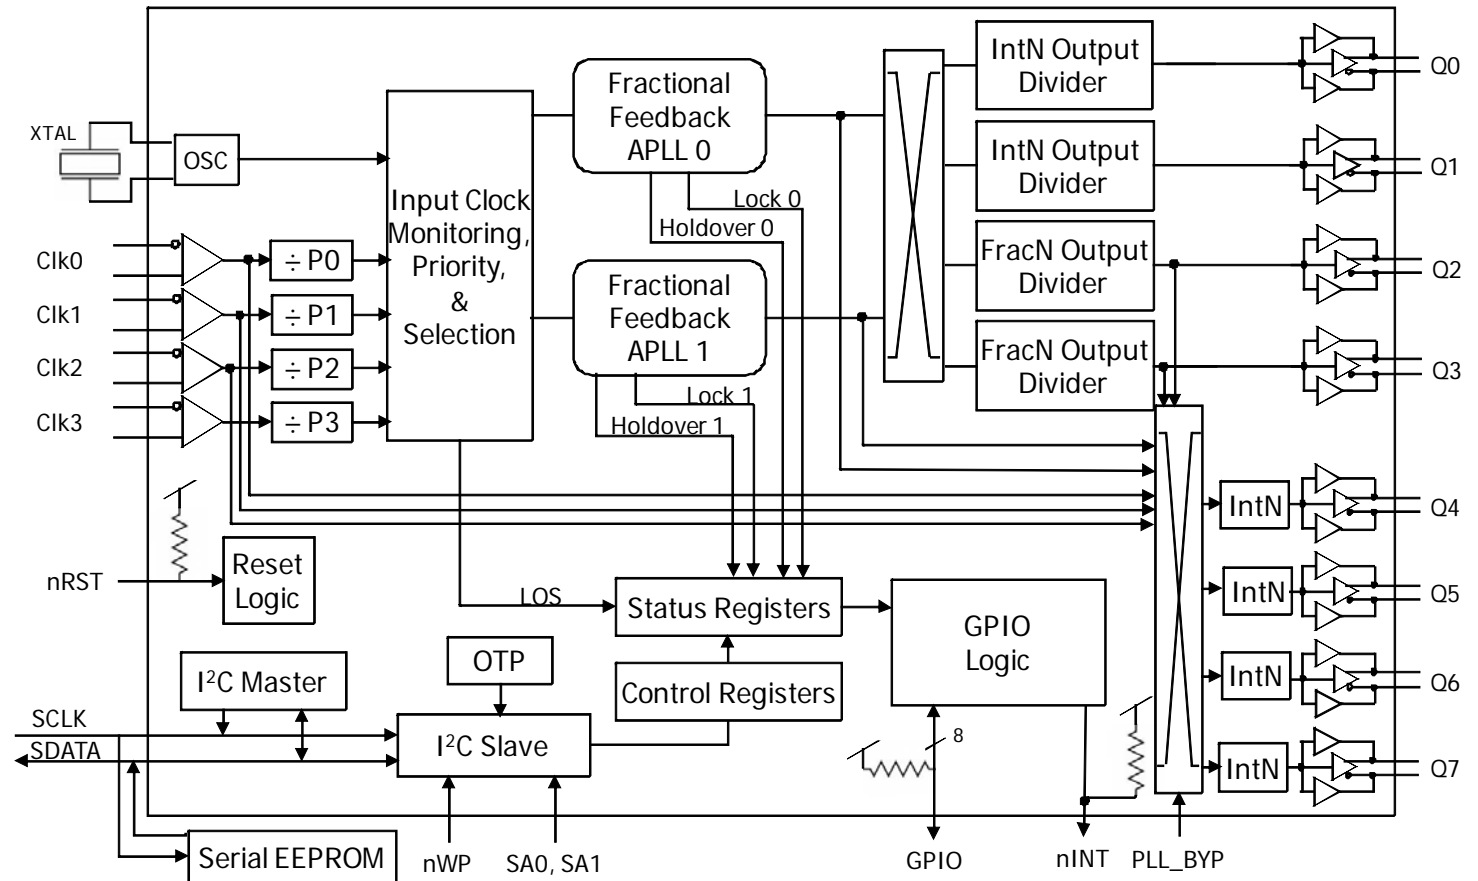 XTAL
OSC
Clk0
Clk1
Clk2
Clk3
÷ P0
÷ P1
÷ P2
÷ P3
Input Clock
Monitoring,
Priority,
&
Selection
Fractional
Feedback
APLL 0
Lock 0
Holdover 0
Fractional
Feedback
APLL 1
Lock 1
Holdover 1
IntN Output
Divider
IntN Output
Divider
FracN Output
Divider
FracN Output
Divider
Q0
Q1
Q2
Q3
IntN
Q4
IntN
Q5
IntN
Q6
IntN
Q7
nRST
Reset
Logic
LOS
Status Registers
GPIO
Logic
OTP
Control Registers
I²C Master
SCLK
SDATA
I²C Slave
8
Serial EEPROM
nWP
SA0, SA1
GPIO
nINT
PLL_BYP